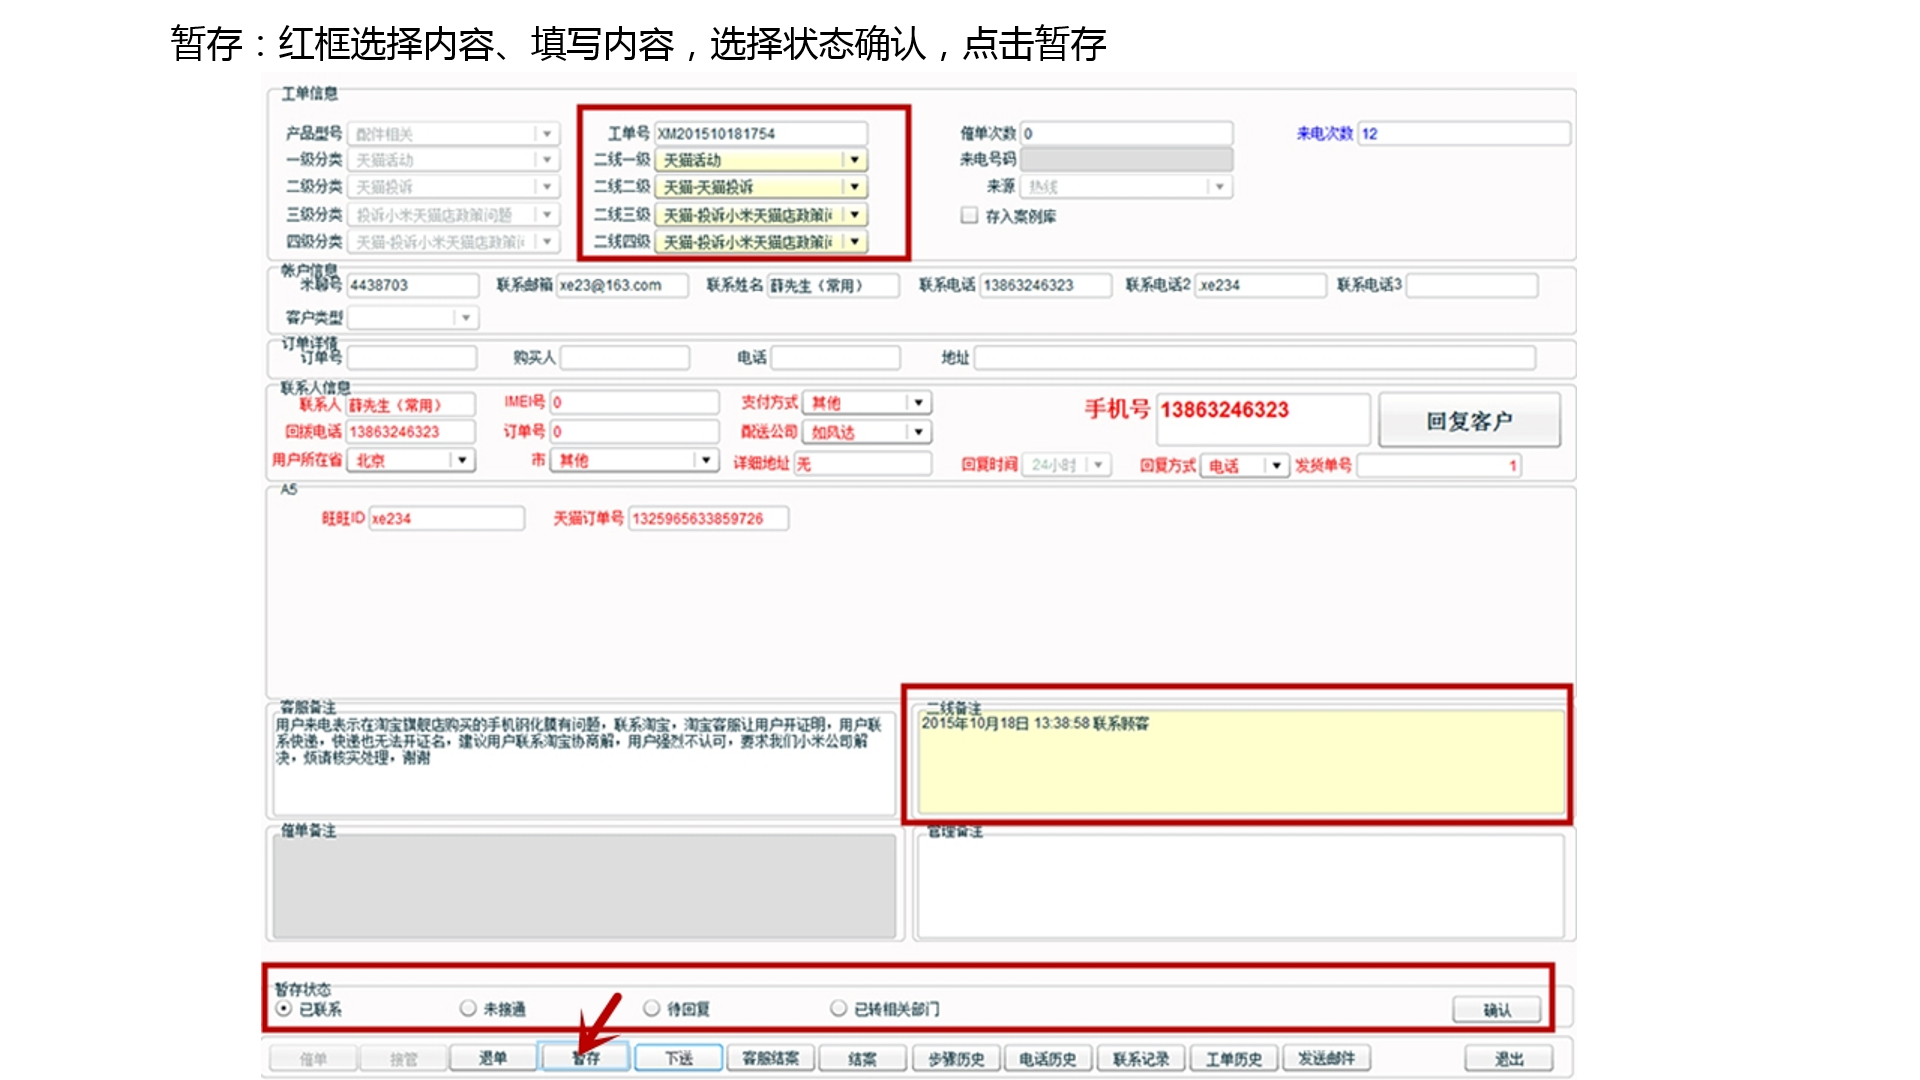 暂存：红框选择内容、填写内容，选择状态确认，点击暂存
工单信息
产品型号 配件相关 工单号 XM201510181754 催单次数 0 来电次数 12
一级分类 天猫活动 二线一级 天猫活动 来电号码
二级分类 天猫投诉 二线二级 天猫-天猫投诉 来源 热线
三级分类 投诉小米天猫店政策问题 二线三级 天猫-投诉小米天猫店政策问 存入案例库
四级分类 天猫-投诉小米天猫店政策问 二线四级 天猫-投诉小米天猫店政策问
帐户信息
米聊号 4438703 联系邮箱 xe23@163.com 联系姓名 薛先生（常用） 联系电话 13863246323 联系电话2 .xe234 联系电话3
客户类型
订单详情
订单号 购买人 电话 地址
联系人信息
联系人 薛先生（常用） IMEI号 0 支付方式 其他 手机号 13863246323 回复客户
回拨电话 13863246323 订单号 0 配送公司 如风达
用户所在省 北京 市 其他 详细地址 无 回复时间 24小时 回复方式 电话 发货单号 1
A5
旺旺ID xe234 天猫订单号 1325965633859726
客服备注
用户来电表示在淘宝旗舰店购买的手机钢化膜有问题，联系淘宝，淘宝客服让用户开证明，用户联
系快递，快递也无法开证名，建议用户联系淘宝协商解，用户强烈不认可，要求我们小米公司解
决，烦请核实处理，谢谢
二线备注
2015年10月18日 13:38:58 联系顾客
催单备注
管理备注
暂存状态
已联系 未接通 待回复 已转相关部门 确认
催单 接管 退单 暂存 下送 客服结案 结案 步骤历史 电话历史 联系记录 工单历史 发送邮件 退出